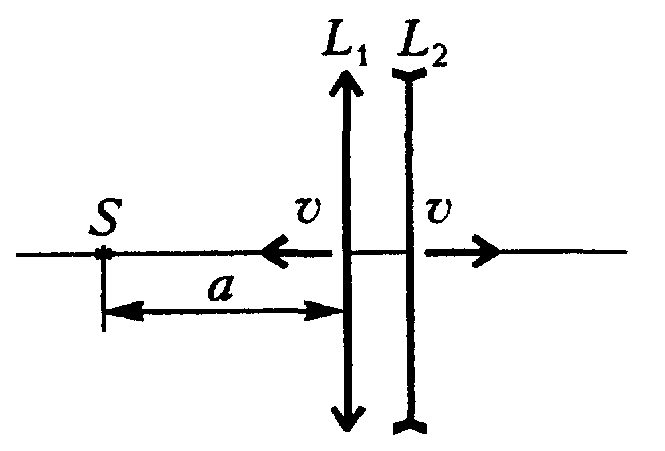 L₁ L₂
S v v
a